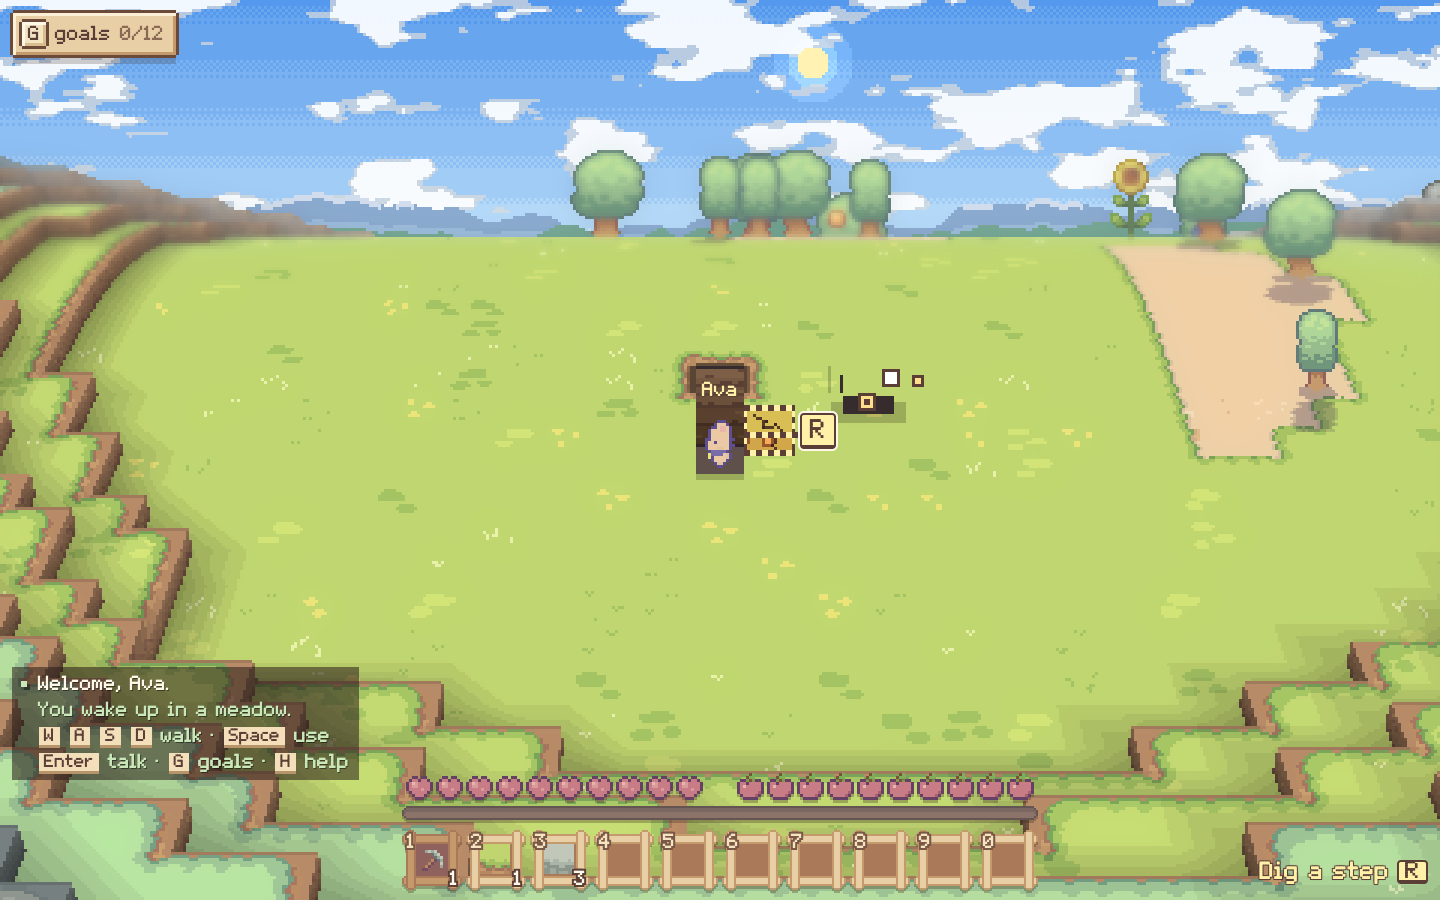 G goals 0/12
Ava
R
Welcome, Ava.
You wake up in a meadow.
W A S D walk · Space use
Enter talk · G goals · H help
1 2 3 4 5 6 7 8 9 0
1 1 3
Dig a step R